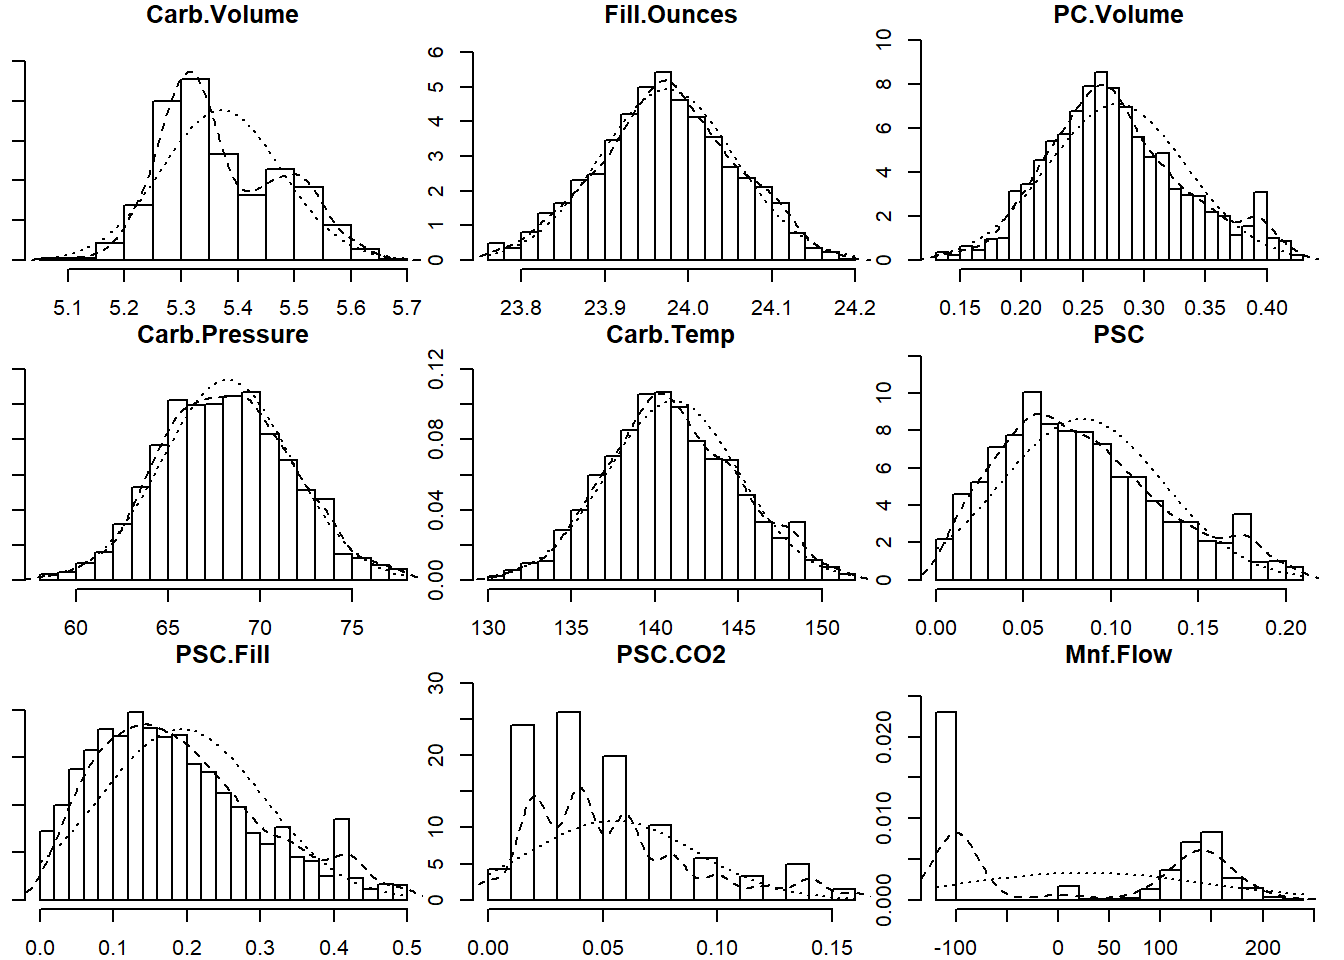 Carb.Volume Fill.Ounces PC.Volume
0 1 2 3 4 5 6
0 2 4 6 8 10
5.1 5.2 5.3 5.4 5.5 5.6 5.7
23.8 23.9 24.0 24.1 24.2
0.15 0.20 0.25 0.30 0.35 0.40
Carb.Pressure Carb.Temp PSC
0.00 0.04 0.08 0.12
0 2 4 6 8 10
60 65 70 75
130 135 140 145 150
0.00 0.05 0.10 0.15 0.20
PSC.Fill PSC.CO2 Mnf.Flow
0 5 10 20 30
0.000 0.010 0.020
0.0 0.1 0.2 0.3 0.4 0.5
0.00 0.05 0.10 0.15
-100 0 50 100 200